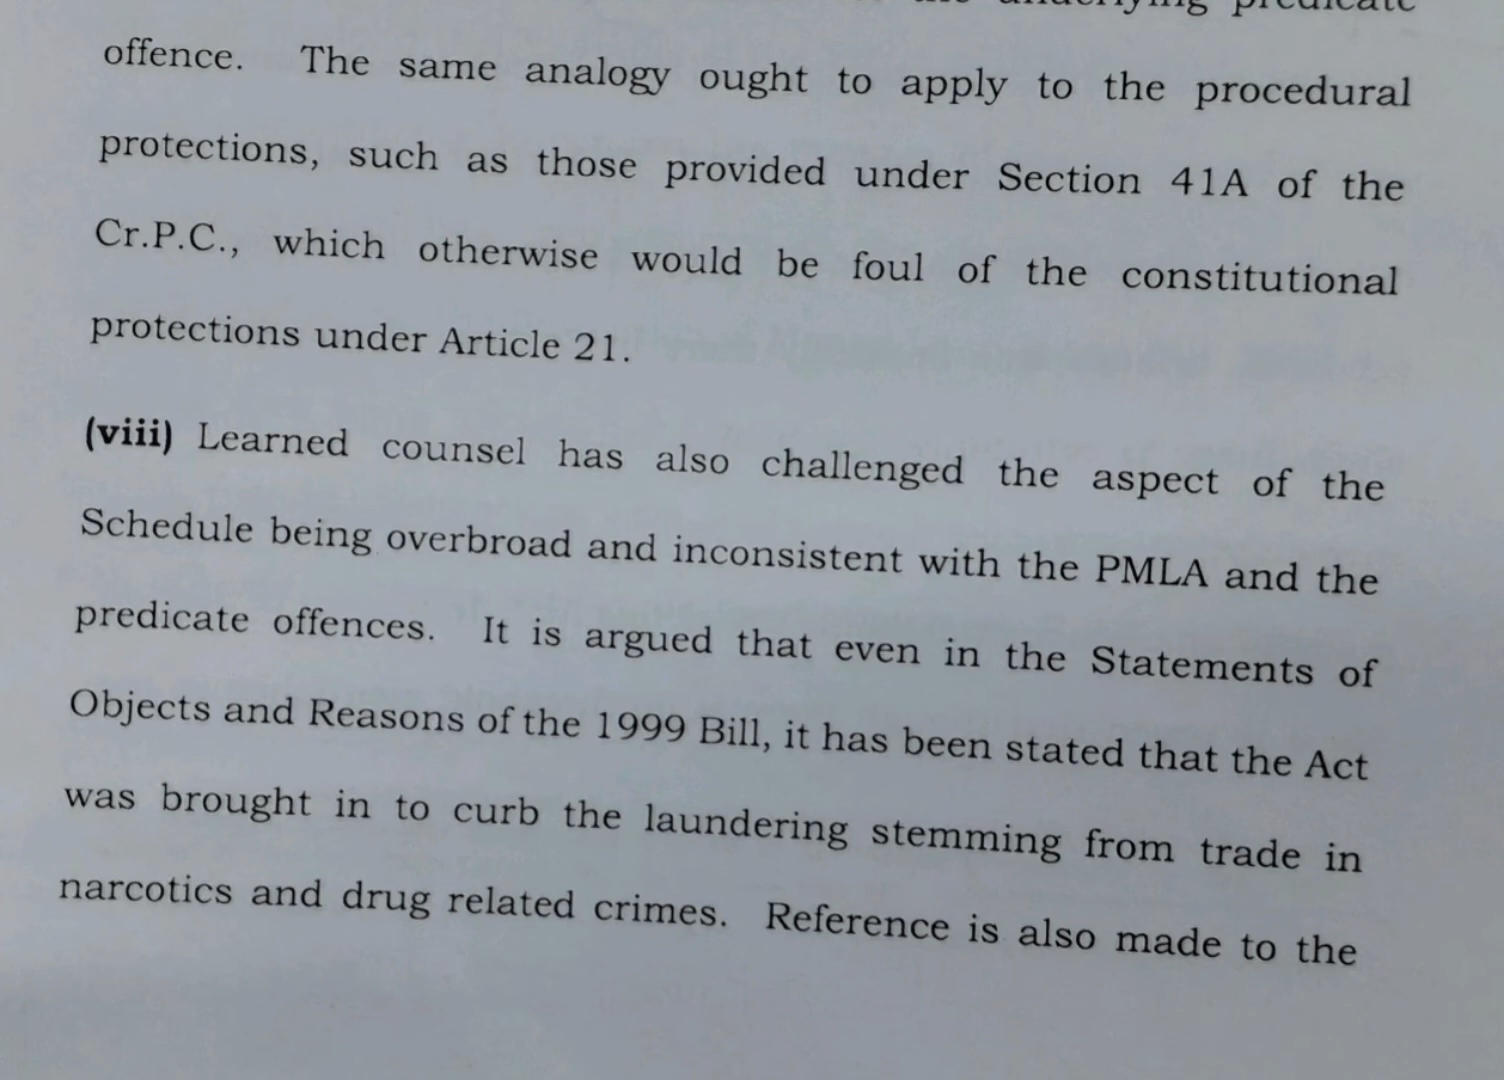 the underlying predicate
offence. The same analogy ought to apply to the procedural
protections, such as those provided under Section 41A of the
Cr.P.C., which otherwise would be foul of the constitutional
protections under Article 21.
(viii) Learned counsel has also challenged the aspect of the
Schedule being overbroad and inconsistent with the PMLA and the
predicate offences. It is argued that even in the Statements of
Objects and Reasons of the 1999 Bill, it has been stated that the Act
was brought in to curb the laundering stemming from trade in
narcotics and drug related crimes. Reference is also made to the